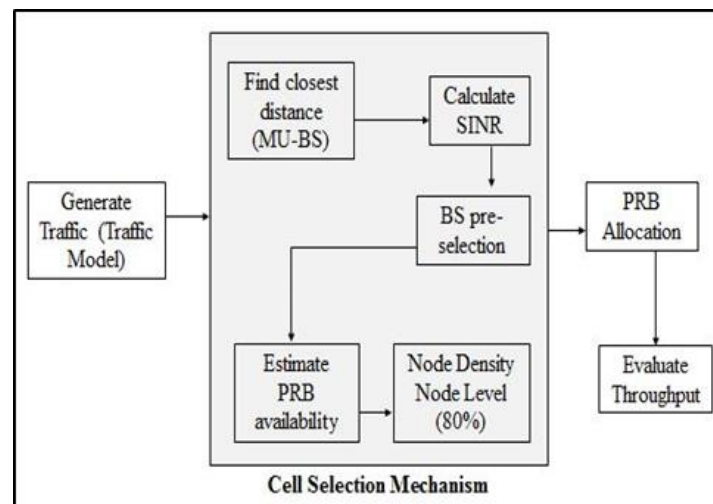 Generate
Traffic (Traffic
Model)
Find closest
distance
(MU-BS)
Calculate
SINR
BS pre-
selection
Estimate
PRB
availability
Node Density
Node Level
(80%)
Cell Selection Mechanism
PRB
Allocation
Evaluate
Throughput